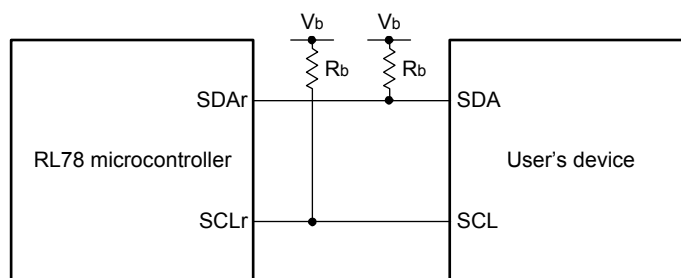 Vb Vb
Rb Rb
SDAr SDA
RL78 microcontroller User's device
SCLr SCL